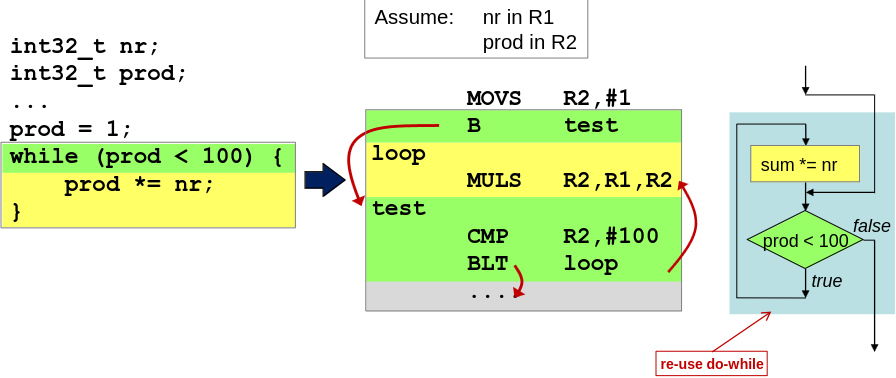 Assume: nr in R1
prod in R2
int32_t nr;
int32_t prod;
...
prod = 1;
while (prod < 100) {
prod *= nr;
}
MOVS R2,#1
B test
loop
MULS R2,R1,R2
test
CMP R2,#100
BLT loop
....
sum *= nr
prod < 100
false
true
re-use do-while